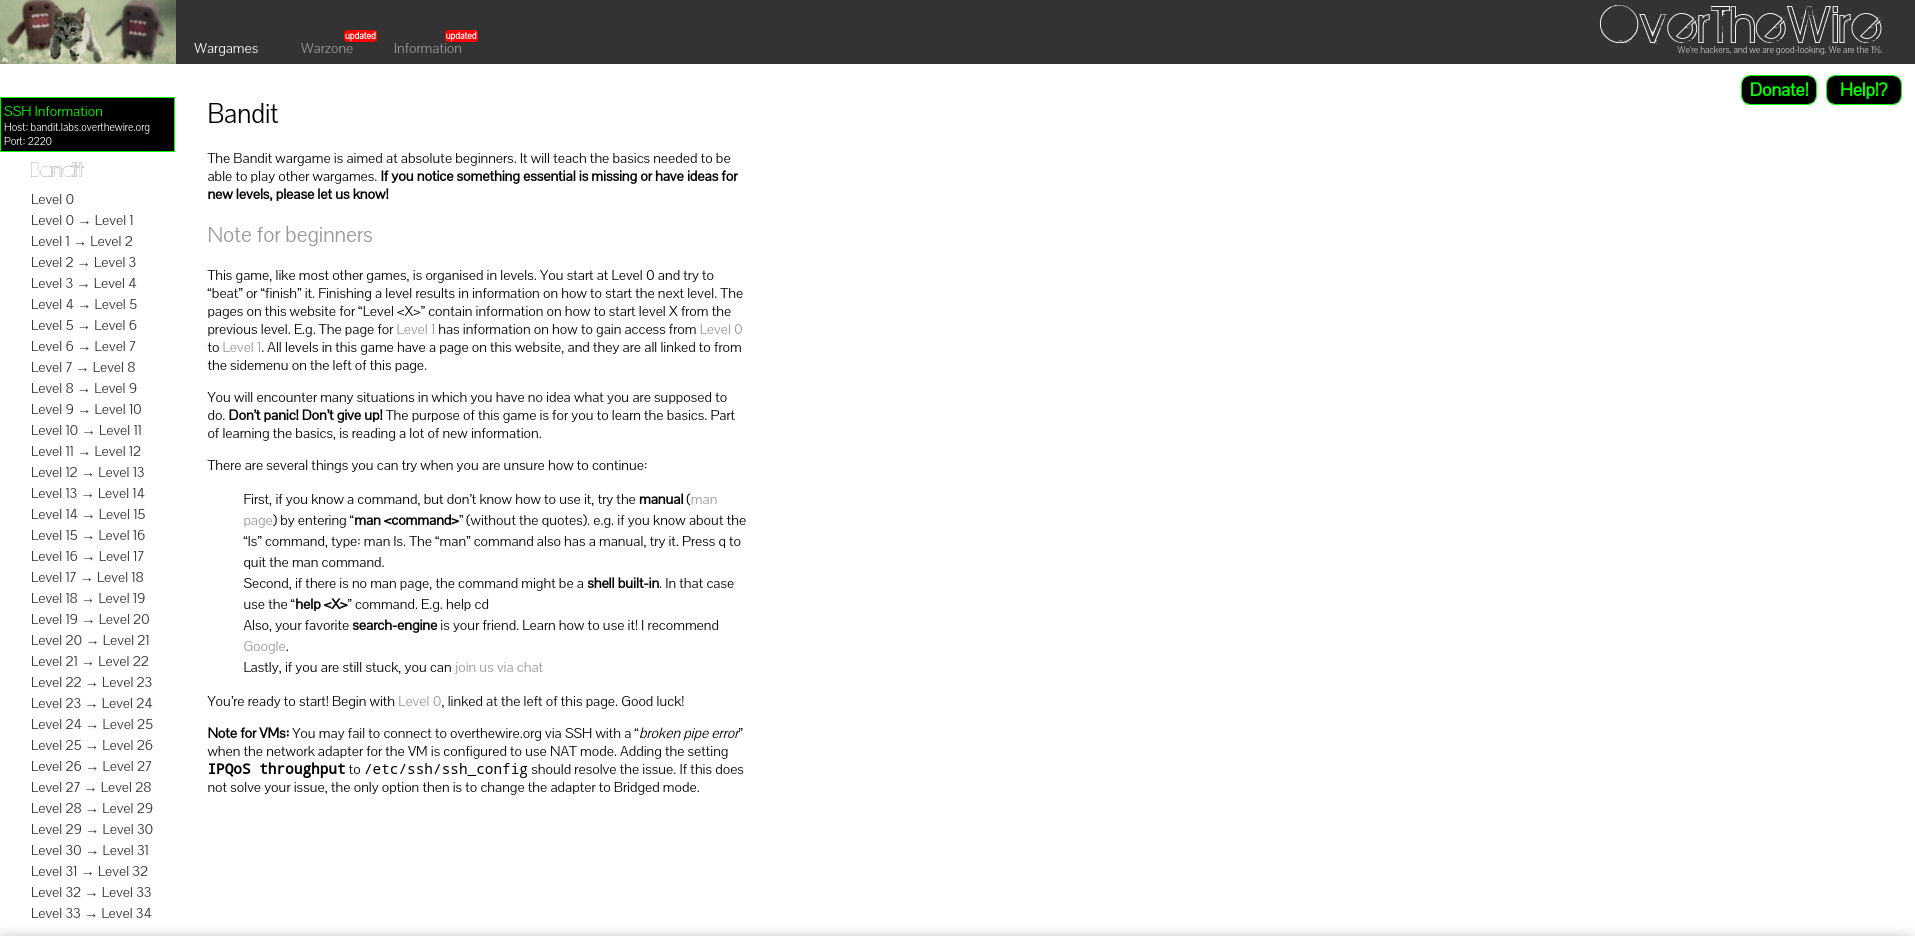 Wargames
Warzone
updated
Information
updated
OverTheWire
We're hackers, and we are good-looking. We are the 1%.
Donate!
Help!?
SSH Information
Host: bandit.labs.overthewire.org
Port: 2220
Bandit
Level 0
Level 0 → Level 1
Level 1 → Level 2
Level 2 → Level 3
Level 3 → Level 4
Level 4 → Level 5
Level 5 → Level 6
Level 6 → Level 7
Level 7 → Level 8
Level 8 → Level 9
Level 9 → Level 10
Level 10 → Level 11
Level 11 → Level 12
Level 12 → Level 13
Level 13 → Level 14
Level 14 → Level 15
Level 15 → Level 16
Level 16 → Level 17
Level 17 → Level 18
Level 18 → Level 19
Level 19 → Level 20
Level 20 → Level 21
Level 21 → Level 22
Level 22 → Level 23
Level 23 → Level 24
Level 24 → Level 25
Level 25 → Level 26
Level 26 → Level 27
Level 27 → Level 28
Level 28 → Level 29
Level 29 → Level 30
Level 30 → Level 31
Level 31 → Level 32
Level 32 → Level 33
Level 33 → Level 34
Bandit
The Bandit wargame is aimed at absolute beginners. It will teach the basics needed to be
able to play other wargames. If you notice something essential is missing or have ideas for
new levels, please let us know!
Note for beginners
This game, like most other games, is organised in levels. You start at Level 0 and try to
“beat” or “finish” it. Finishing a level results in information on how to start the next level. The
pages on this website for “Level <X>” contain information on how to start level X from the
previous level. E.g. The page for Level 1 has information on how to gain access from Level 0
to Level 1. All levels in this game have a page on this website, and they are all linked to from
the sidemenu on the left of this page.
You will encounter many situations in which you have no idea what you are supposed to
do. Don’t panic! Don’t give up! The purpose of this game is for you to learn the basics. Part
of learning the basics, is reading a lot of new information.
There are several things you can try when you are unsure how to continue:
First, if you know a command, but don’t know how to use it, try the manual (man
page) by entering “man <command>” (without the quotes). e.g. if you know about the
“ls” command, type: man ls. The “man” command also has a manual, try it. Press q to
quit the man command.
Second, if there is no man page, the command might be a shell built-in. In that case
use the “help <X>” command. E.g. help cd
Also, your favorite search-engine is your friend. Learn how to use it! I recommend
Google.
Lastly, if you are still stuck, you can join us via chat
You’re ready to start! Begin with Level 0, linked at the left of this page. Good luck!
Note for VMs: You may fail to connect to overthewire.org via SSH with a “broken pipe error”
when the network adapter for the VM is configured to use NAT mode. Adding the setting
IPQoS throughput to /etc/ssh/ssh_config should resolve the issue. If this does
not solve your issue, the only option then is to change the adapter to Bridged mode.